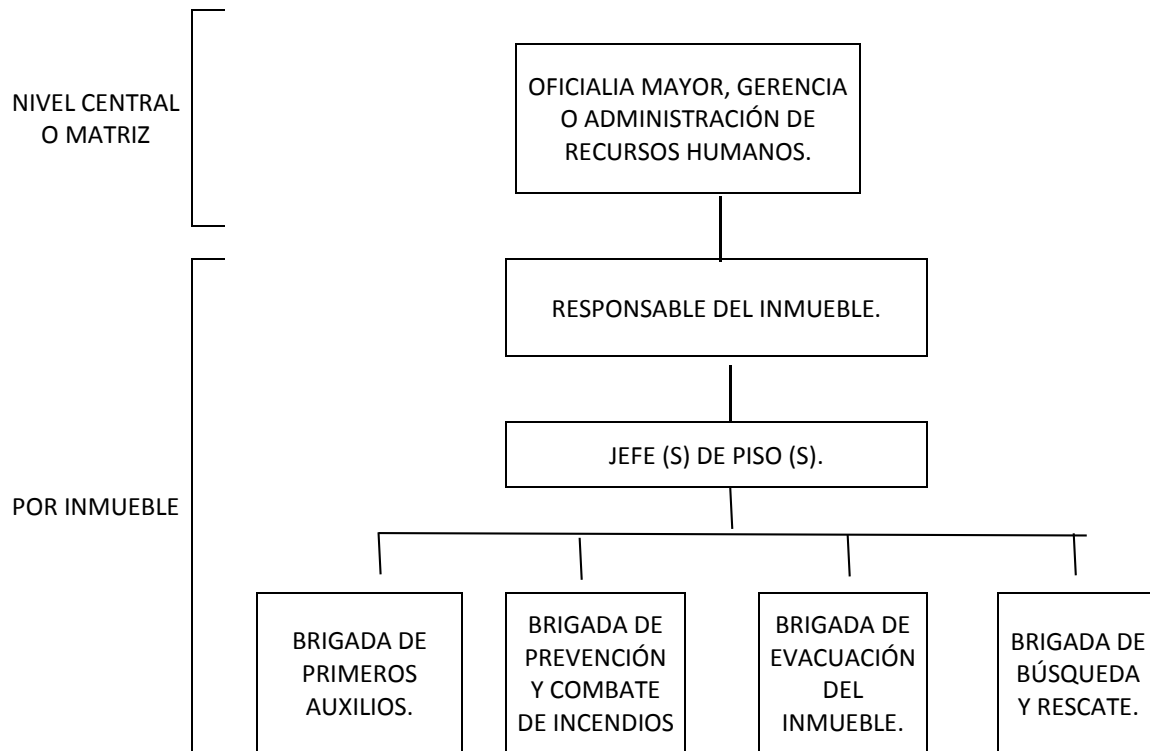 NIVEL CENTRAL
O MATRIZ
OFICIALIA MAYOR, GERENCIA
O ADMINISTRACIÓN DE
RECURSOS HUMANOS.
POR INMUEBLE
RESPONSABLE DEL INMUEBLE.
JEFE (S) DE PISO (S).
BRIGADA DE
PRIMEROS
AUXILIOS.
BRIGADA DE
PREVENCIÓN
Y COMBATE
DE INCENDIOS
BRIGADA DE
EVACUACIÓN
DEL
INMUEBLE.
BRIGADA DE
BÚSQUEDA
Y RESCATE.